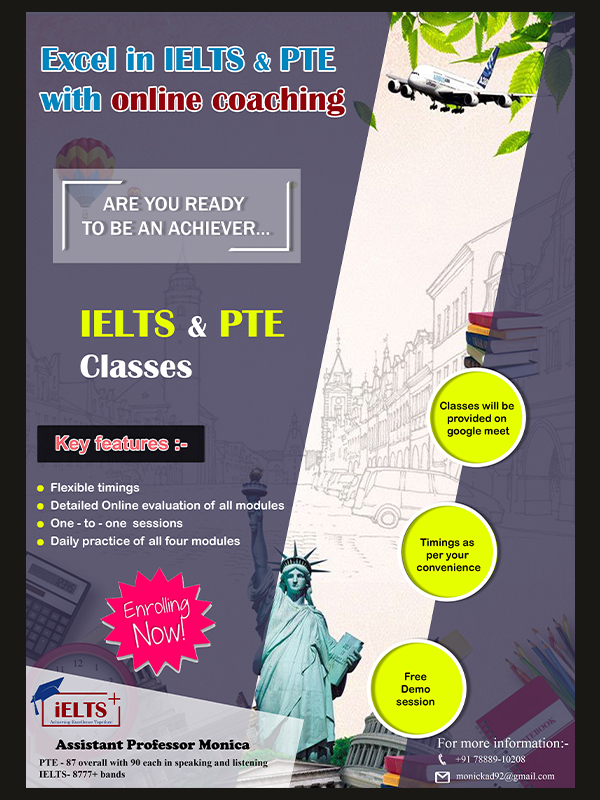 Excel in IELTS & PTE
with online coaching
ARE YOU READY
TO BE AN ACHIEVER...
IELTS & PTE
Classes
Key features :-
Flexible timings
Detailed Online evaluation of all modules
One - to - one sessions
Daily practice of all four modules
Enrolling
Now!
Classes will be
provided on
google meet
Timings as
per your
convenience
Free
Demo
session
iELTS+
Achieving Excellence Together
Assistant Professor Monica
PTE - 87 overall with 90 each in speaking and listening
IELTS- 8777+ bands
For more information:-
+91 78889-10208
monickad92@gmail.com